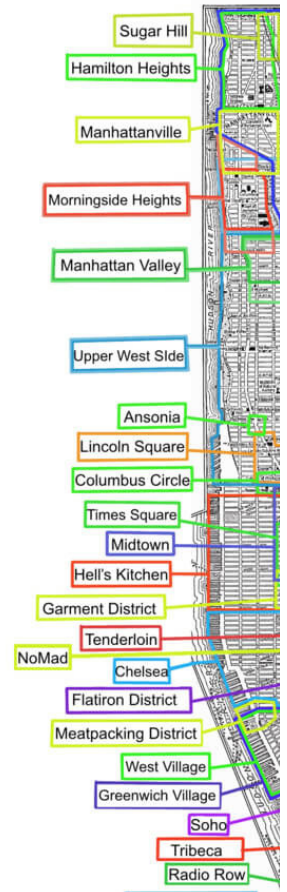 Sugar Hill
Hamilton Heights
Manhattanville
Morningside Heights
Manhattan Valley
HUDSON RIVER
Upper West SIde
Ansonia
Lincoln Square
Columbus Circle
Times Square
Midtown
Hell's Kitchen
Garment District
Tenderloin
NoMad
Chelsea
Flatiron District
Meatpacking District
West Village
Greenwich Village
Soho
Tribeca
Radio Row